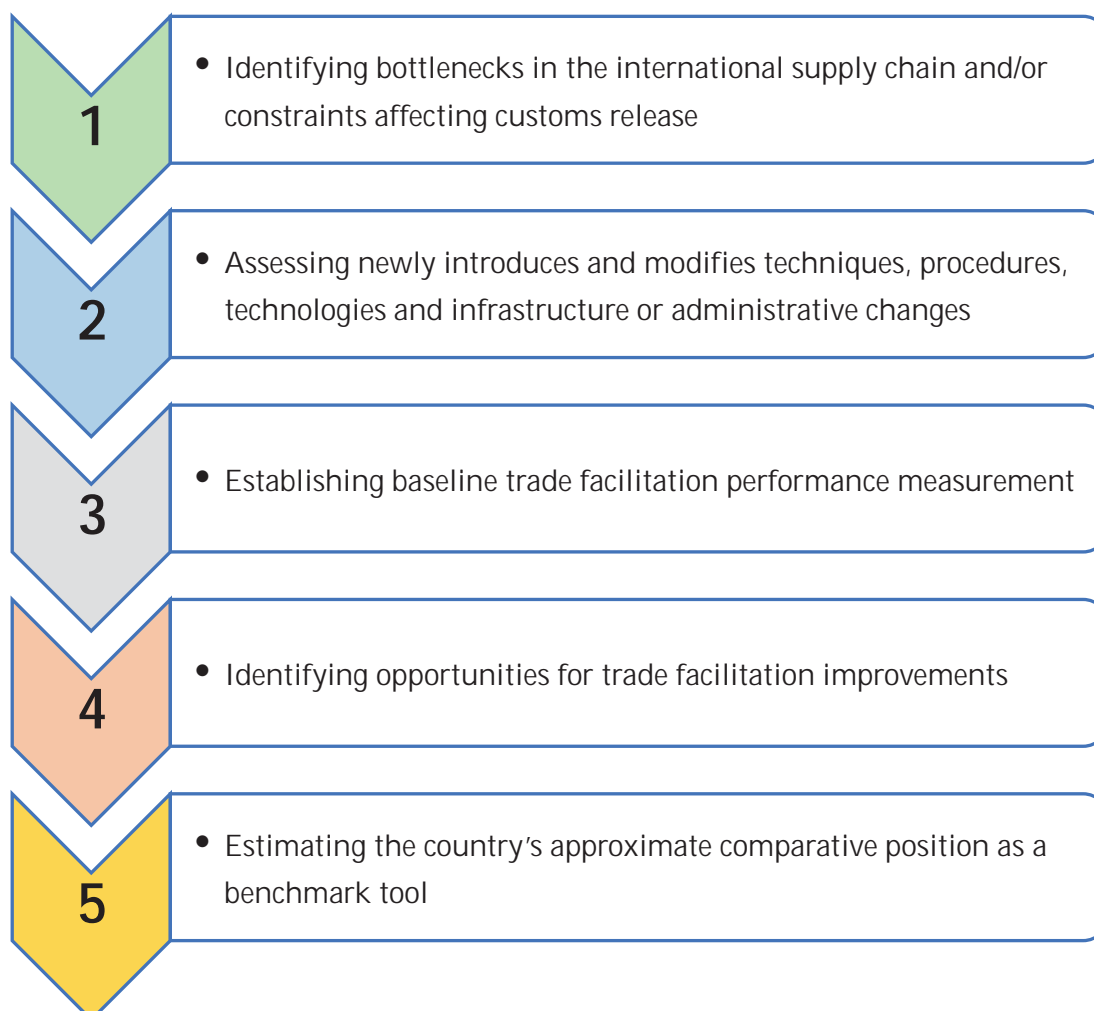 1
• Identifying bottlenecks in the international supply chain and/or
constraints affecting customs release
2
• Assessing newly introduces and modifies techniques, procedures,
technologies and infrastructure or administrative changes
3
• Establishing baseline trade facilitation performance measurement
4
• Identifying opportunities for trade facilitation improvements
5
• Estimating the country's approximate comparative position as a
benchmark tool